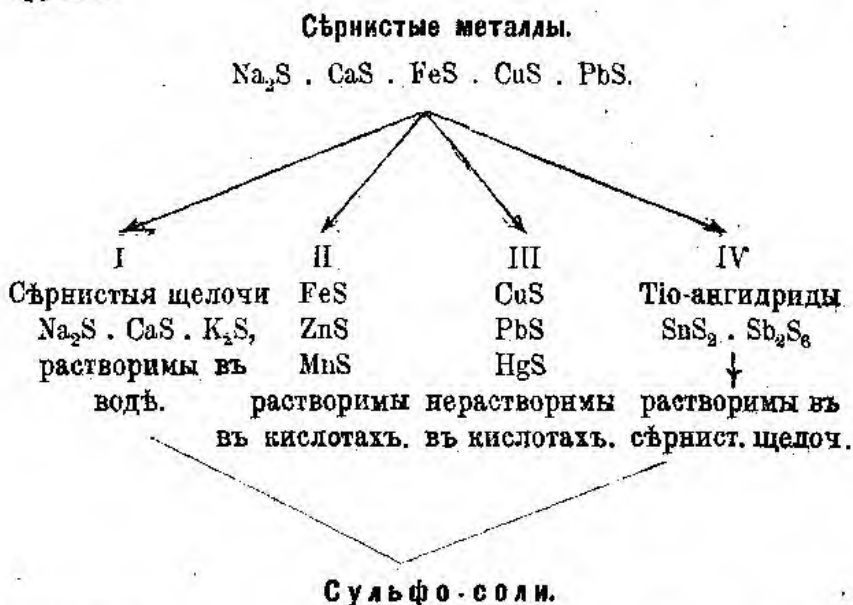 Сѣрнистые металлы.
Na₂S . CaS . FeS . CuS . PbS.
I II III IV
Сѣрнистыя щелочи FeS CuS Тіо-ангидриды
Na₂S . CaS . K₂S, ZnS PbS SnS₂ . Sb₂S₆
растворимы въ MnS HgS
водѣ. растворимы нерастворимы растворимы въ
въ кислотахъ. въ кислотахъ. сѣрнист. щелоч.
Сульфо-соли.